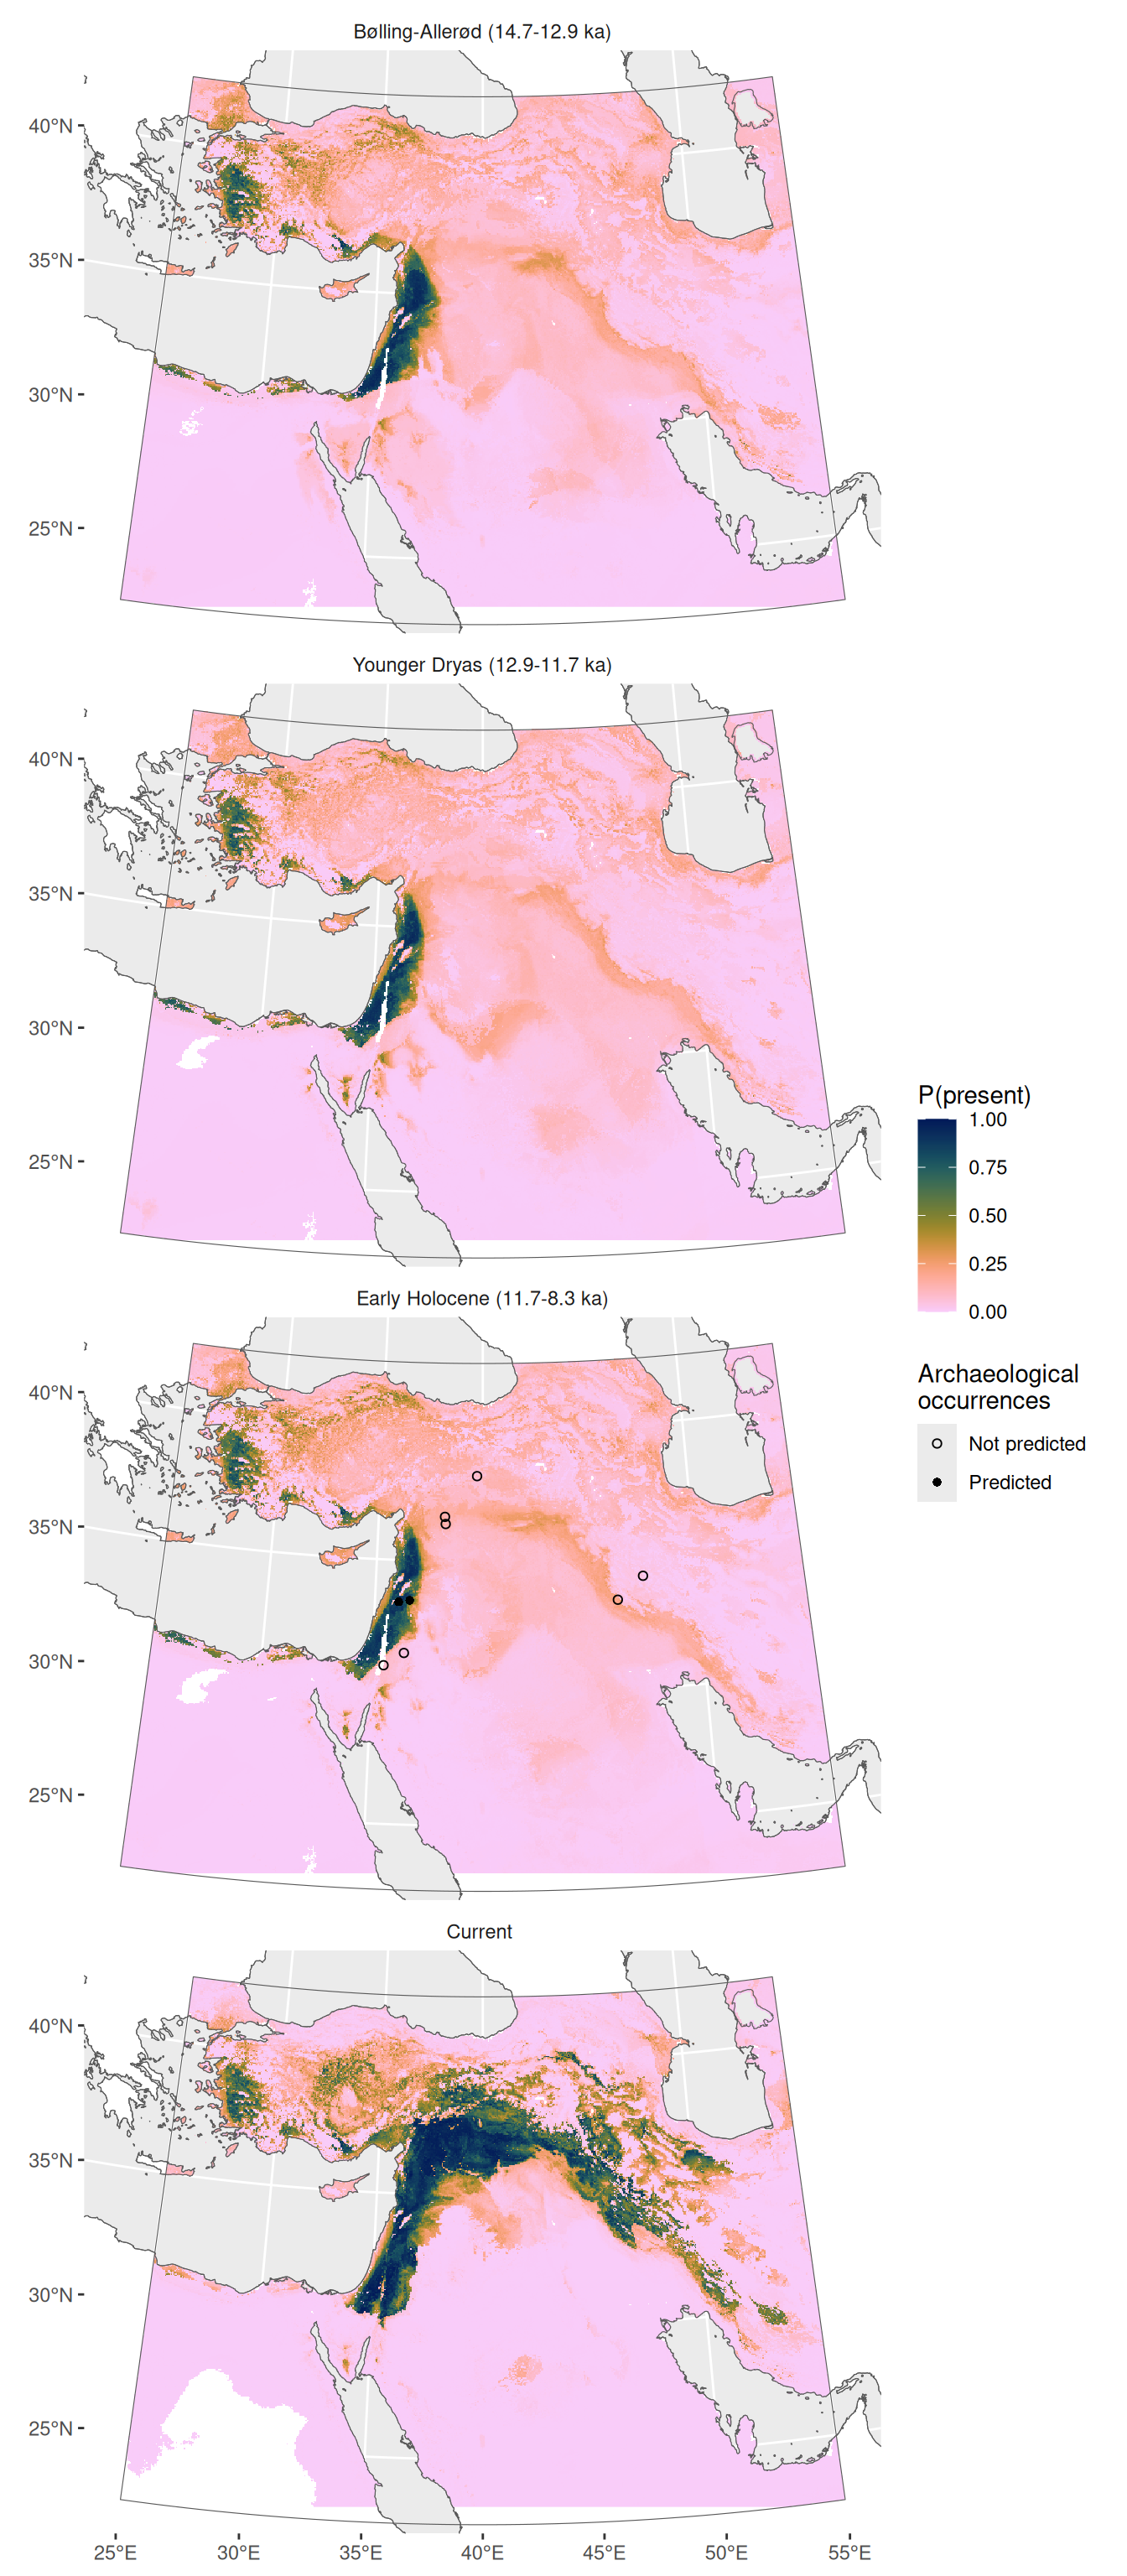 Bølling-Allerød (14.7-12.9 ka)
40°N
35°N
30°N
25°N
Younger Dryas (12.9-11.7 ka)
40°N
35°N
30°N
25°N
P(present)
1.00
0.75
0.50
0.25
0.00
Early Holocene (11.7-8.3 ka)
40°N
35°N
30°N
25°N
Archaeological
occurrences
Not predicted
Predicted
Current
40°N
35°N
30°N
25°N
25°E 30°E 35°E 40°E 45°E 50°E 55°E